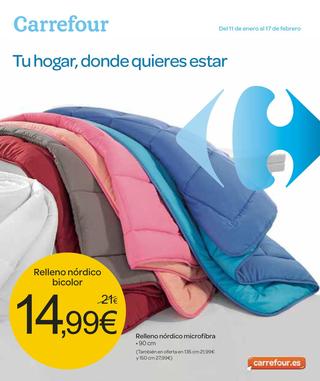 Carrefour
Del 11 de enero al 17 de febrero
Tu hogar, donde quieres estar
Relleno nórdico
bicolor
21€
14,99€
Relleno nórdico microfibra
• 90 cm
(También en oferta en 135 cm 21,99€
y 150 cm 27,99€)
carrefour.es